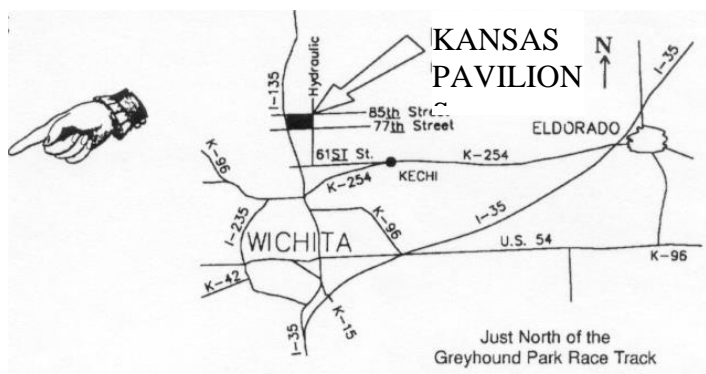 KANSAS
PAVILION
N
I-35
I-135
Hydraulic
85th Street
77th Street
ELDORADO
61ST St.
K-254
K-96
KECHI
K-254
I-235
K-96
I-35
WICHITA
U.S. 54
K-96
K-42
K-15
I-35
Just North of the
Greyhound Park Race Track